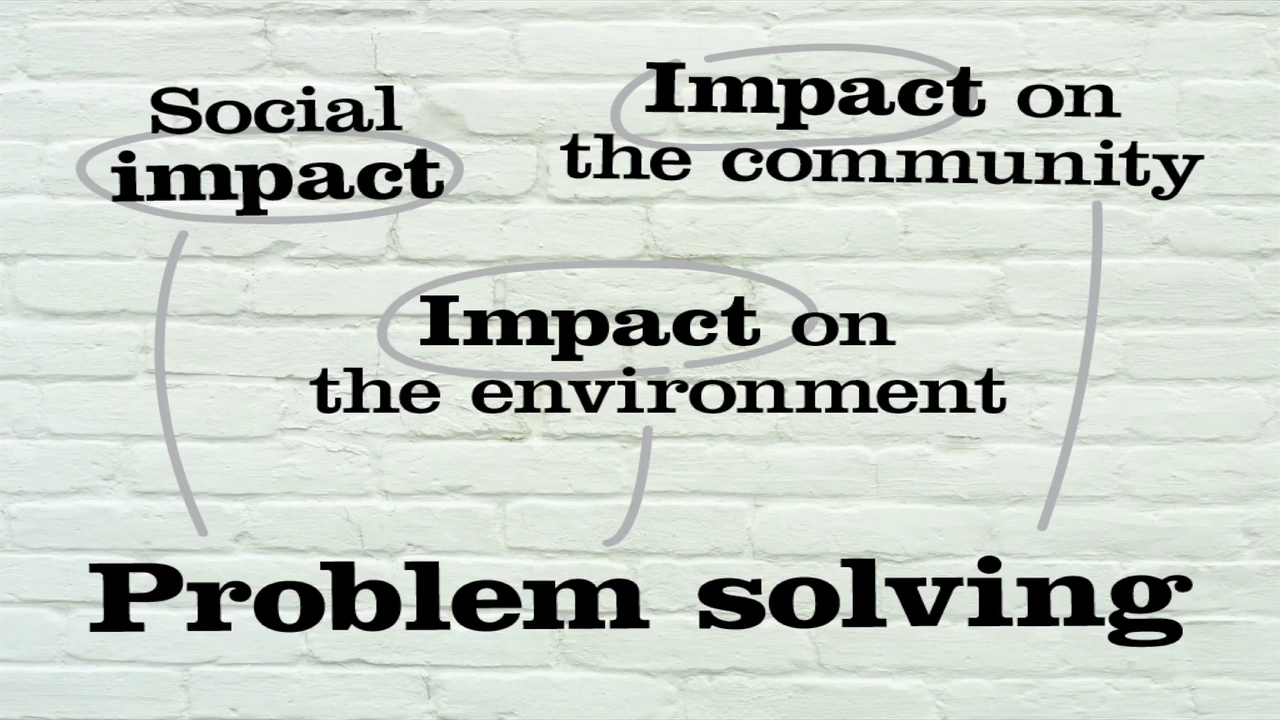 Social
impact
Impact on
the community
Impact on
the environment
Problem solving